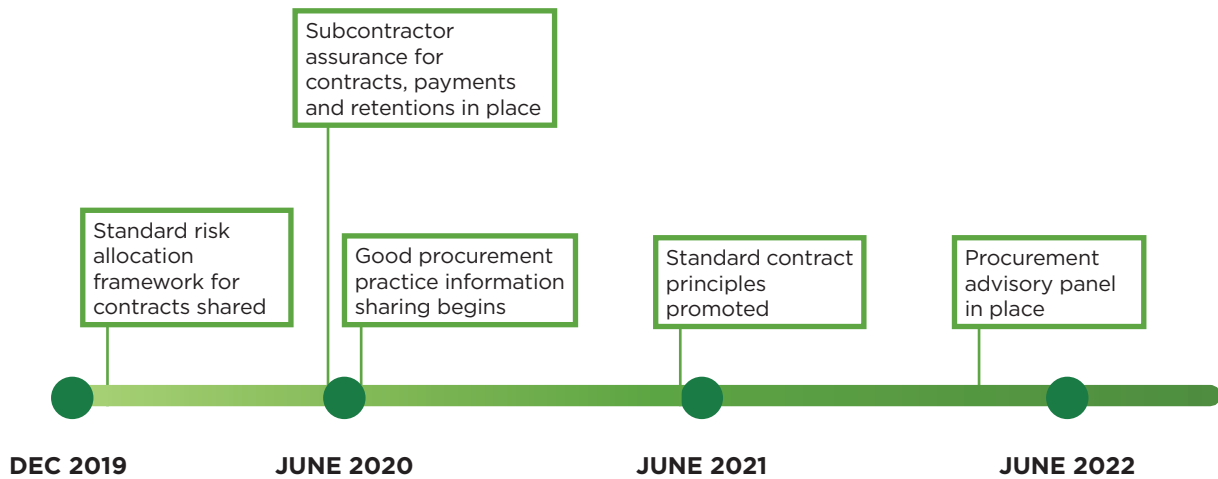 Subcontractor
assurance for
contracts, payments
and retentions in place
Standard risk
allocation
framework for
contracts shared
Good procurement
practice information
sharing begins
Standard contract
principles
promoted
Procurement
advisory panel
in place
DEC 2019
JUNE 2020
JUNE 2021
JUNE 2022